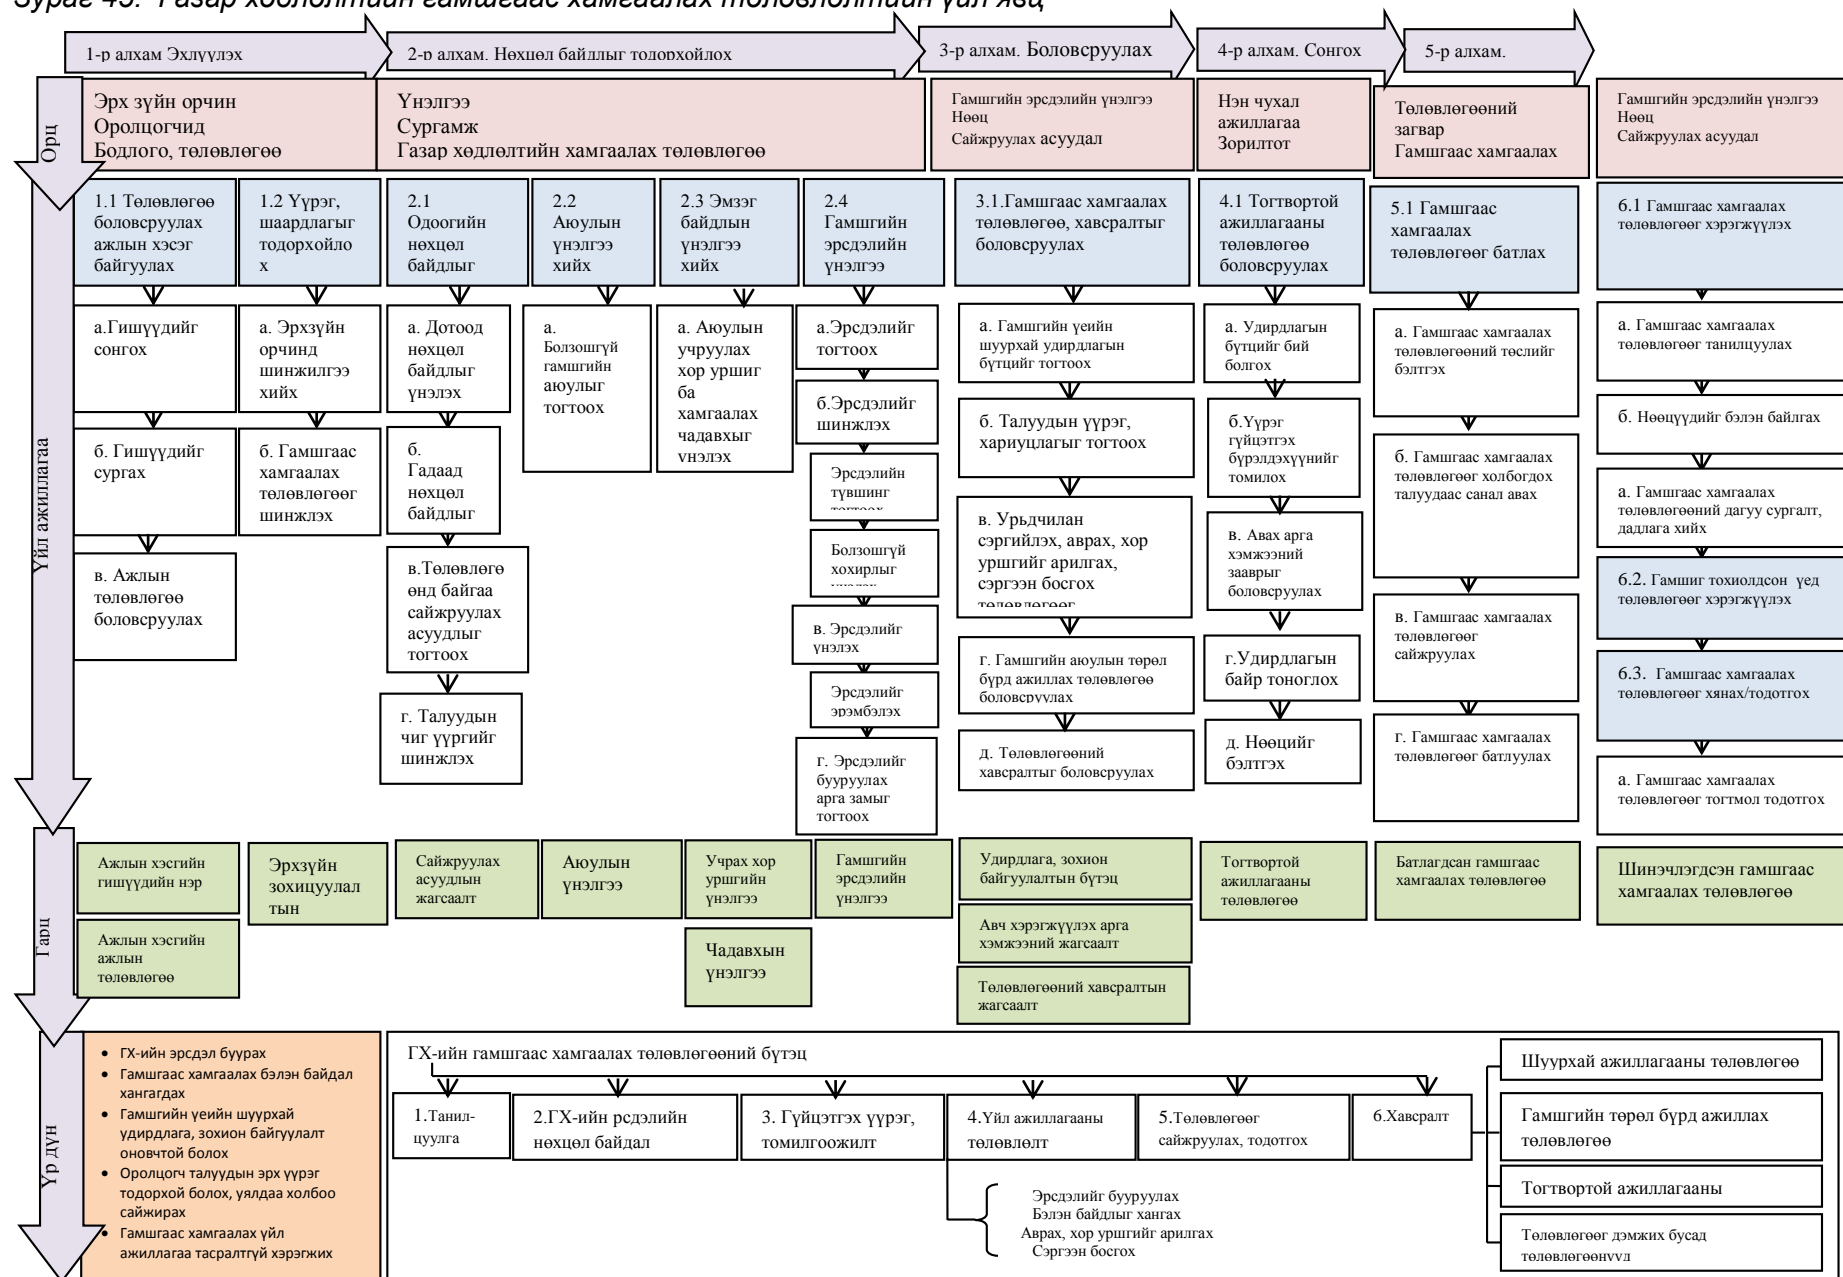 Зураг 45. Газар хөдлөлтийн гамшгаас хамгаалах төлөвлөлтийн үйл явц
1-р алхам Эхлүүлэх
2-р алхам. Нөхцөл байдлыг тодорхойлох
3-р алхам. Боловсруулах
4-р алхам. Сонгох
5-р алхам.
Орц
Эрх зүйн орчин
Оролцогчид
Бодлого, төлөвлөгөө
Үнэлгээ
Сургамж
Газар хөдлөлтийн хамгаалах төлөвлөгөө
Гамшгийн эрсдэлийн үнэлгээ
Нөөц
Сайжруулах асуудал
Нэн чухал
ажиллагаа
Зорилтот
Төлөвлөгөөний
загвар
Гамшгаас хамгаалах
Гамшгийн эрсдэлийн үнэлгээ
Нөөц
Сайжруулах асуудал
Үйл ажиллагаа
1.1 Төлөвлөгөө
боловсруулах
ажлын хэсэг
байгуулах
а.Гишүүдийг
сонгох
б. Гишүүдийг
сургах
в. Ажлын
төлөвлөгөө
боловсруулах
1.2 Үүрэг,
шаардлагыг
тодорхойло
х
а. Эрхзүйн
орчинд
шинжилгээ
хийх
б. Гамшгаас
хамгаалах
төлөвлөгөөг
шинжлэх
2.1
Одоогийн
нөхцөл
байдлыг
а. Дотоод
нөхцөл
байдлыг
үнэлэх
б.
Гадаад
нөхцөл
байдлыг
в.Төлөвлөгө
өнд байгаа
сайжруулах
асуудлыг
тогтоох
г. Талуудын
чиг үүргийг
шинжлэх
2.2
Аюулын
үнэлгээ
хийх
а.
Болзошгүй
гамшгийн
аюулыг
тогтоох
2.3 Эмзэг
байдлын
үнэлгээ
хийх
а. Аюулын
учруулах
хор уршиг
ба
хамгаалах
чадавхыг
үнэлэх
2.4
Гамшгийн
эрсдэлийн
үнэлгээ
а.Эрсдэлийг
тогтоох
б.Эрсдэлийг
шинжлэх
Эрсдэлийн
түвшинг
тогтоох
Болзошгүй
хохирлыг
в. Эрсдэлийг
үнэлэх
Эрсдэлийг
эрэмбэлэх
г. Эрсдэлийг
бууруулах
арга замыг
тогтоох
3.1.Гамшгаас хамгаалах
төлөвлөгөө, хавсралтыг
боловсруулах
а. Гамшгийн үеийн
шуурхай удирдлагын
бүтцийг тогтоох
б. Талуудын үүрэг,
хариуцлагыг тогтоох
в. Урьдчилан
сэргийлэх, аврах, хор
уршгийг арилгах,
сэргээн босгох
төлөвлөгөөг
г. Гамшгийн аюулын төрөл
бүрд ажиллах төлөвлөгөө
боловсруулах
д. Төлөвлөгөөний
хавсралтыг боловсруулах
4.1 Тогтвортой
ажиллагааны
төлөвлөгөө
боловсруулах
а. Удирдлагын
бүтцийг бий
болгох
б.Үүрэг
гүйцэтгэх
бүрэлдэхүүнийг
томилох
в. Авах арга
хэмжээний
зааврыг
боловсруулах
г.Удирдлагын
байр тоноглох
д. Нөөцийг
бэлтгэх
5.1 Гамшгаас
хамгаалах
төлөвлөгөөг батлах
а. Гамшгаас хамгаалах
төлөвлөгөөний төслийг
бэлтгэх
б. Гамшгаас хамгаалах
төлөвлөгөөг холбогдох
талуудаас санал авах
в. Гамшгаас хамгаалах
төлөвлөгөөг
сайжруулах
г. Гамшгаас хамгаалах
төлөвлөгөөг батлуулах
6.1 Гамшгаас хамгаалах
төлөвлөгөөг хэрэгжүүлэх
а. Гамшгаас хамгаалах
төлөвлөгөөг танилцуулах
б. Нөөцүүдийг бэлэн байлгах
а. Гамшгаас хамгаалах
төлөвлөгөөний дагуу сургалт,
дадлага хийх
6.2. Гамшиг тохиолдсон үед
төлөвлөгөөг хэрэгжүүлэх
6.3. Гамшгаас хамгаалах
төлөвлөгөөг хянах/тодотгох
а. Гамшгаас хамгаалах
төлөвлөгөөг тогтмол тодотгох
Гарц
Ажлын хэсгийн
гишүүдийн нэр
Ажлын хэсгийн
ажлын
төлөвлөгөө
Эрхзүйн
зохицуулал
тын
Сайжруулах
асуудлын
жагсаалт
Аюулын
үнэлгээ
Учрах хор
уршгийн
үнэлгээ
Чадавхын
үнэлгээ
Гамшгийн
эрсдэлийн
үнэлгээ
Удирдлага, зохион
байгуулалтын бүтэц
Авч хэрэгжүүлэх арга
хэмжээний жагсаалт
Төлөвлөгөөний хавсралтын
жагсаалт
Тогтвортой
ажиллагааны
төлөвлөгөө
Батлагдсан гамшгаас
хамгаалах төлөвлөгөө
Шинэчлэгдсэн гамшгаас
хамгаалах төлөвлөгөө
Үр дүн
• ГХ-ийн эрсдэл буурах
• Гамшгаас хамгаалах бэлэн байдал
хангагдах
• Гамшгийн үеийн шуурхай
удирдлага, зохион байгуулалт
оновчтой болох
• Оролцогч талуудын эрх үүрэг
тодорхой болох, уялдаа холбоо
сайжирах
• Гамшгаас хамгаалах үйл
ажиллагаа тасралтгүй хэрэгжих
ГХ-ийн гамшгаас хамгаалах төлөвлөгөөний бүтэц
1.Танил-
цуулга
2.ГХ-ийн рсдэлийн
нөхцөл байдал
3. Гүйцэтгэх үүрэг,
томилгоожилт
4.Үйл ажиллагааны
төлөвлөлт
5.Төлөвлөгөөг
сайжруулах, тодотгох
6.Хавсралт
Эрсдэлийг бууруулах
Бэлэн байдлыг хангах
Аврах, хор уршгийг арилгах
Сэргээн босгох
Шуурхай ажиллагааны төлөвлөгөө
Гамшгийн төрөл бүрд ажиллах
төлөвлөгөө
Тогтвортой ажиллагааны
Төлөвлөгөөг дэмжих бусад
төлөвлөгөөнүүд